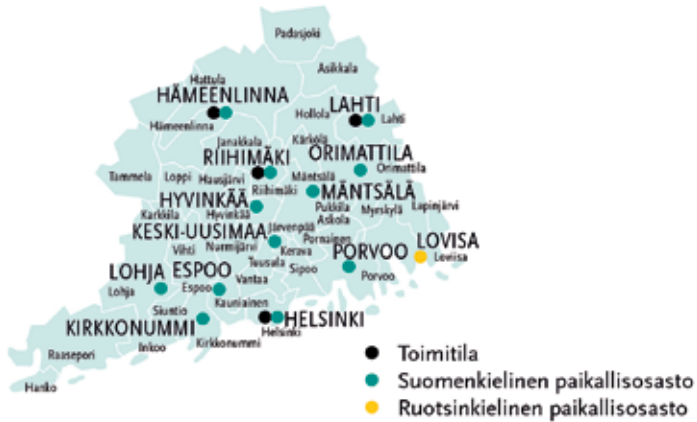 Padasjoki
Asikkala
Hattula
HÄMEENLINNA
LAHTI
Hollola
Lahti
Hämeenlinna
Janakkala
Kärkölä
RIIHIMÄKI
ORIMATTILA
Orimattila
Tammela
Loppi
Hausjärvi
Mäntsälä
Riihimäki
MÄNTSÄLÄ
HYVINKÄÄ
Pukkila
Myrskylä
Lapinjärvi
Karkkila
Hyvinkää
Askola
KESKI-UUSIMAA
Järvenpää
Pornainen
LOVISA
Vihti
Nurmijärvi
Kerava
PORVOO
Loviisa
Tuusula
Sipoo
LOHJA
ESPOO
Vantaa
Porvoo
Lohja
Espoo
Kauniainen
Siuntio
KIRKKONUMMI
HELSINKI
Helsinki
Inkoo
Kirkkonummi
Raasepori
Hanko
Toimitila
Suomenkielinen paikallisosasto
Ruotsinkielinen paikallisosasto